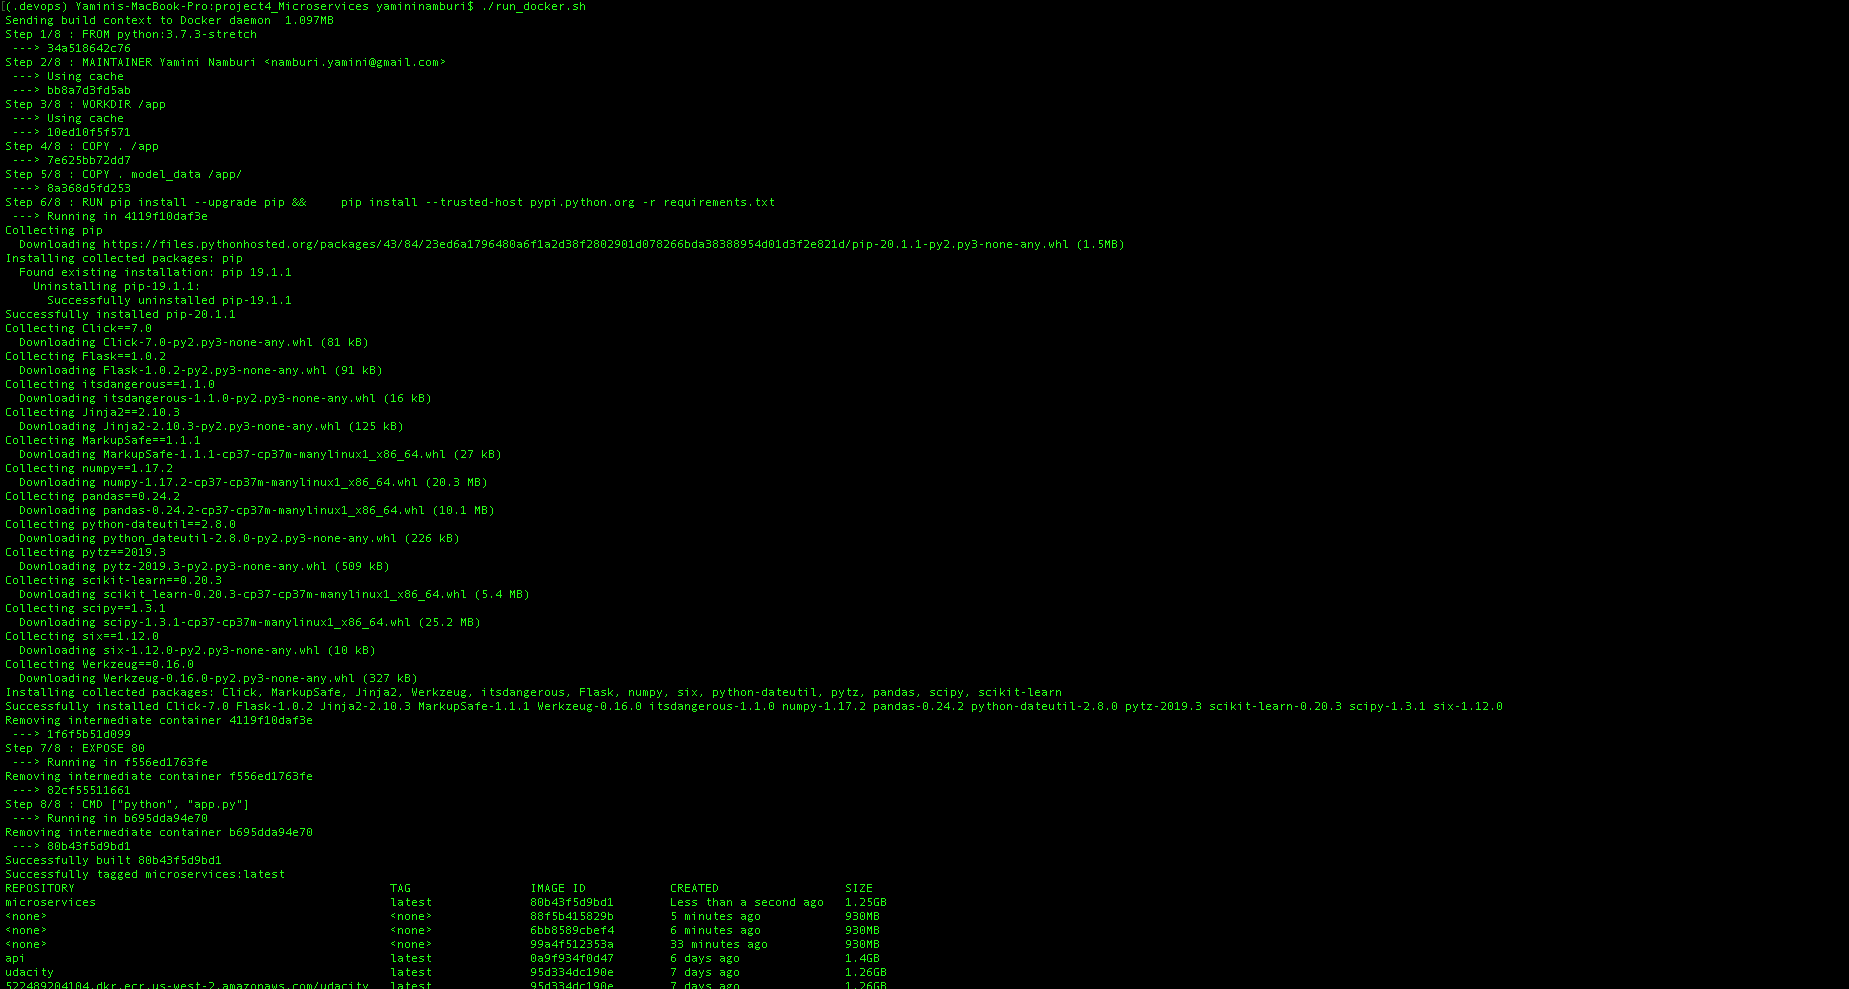 (.devops) Yaminis-MacBook-Pro:project4_Microservices yamininamburi$ ./run_docker.sh
Sending build context to Docker daemon  1.097MB
Step 1/8 : FROM python:3.7.3-stretch
 ---> 34a518642c76
Step 2/8 : MAINTAINER Yamini Namburi <namburi.yamini@gmail.com>
 ---> Using cache
 ---> bb8a7d3fd5ab
Step 3/8 : WORKDIR /app
 ---> Using cache
 ---> 10ed10f5f571
Step 4/8 : COPY . /app
 ---> 7e625bb72dd7
Step 5/8 : COPY . model_data /app/
 ---> 8a368d5fd253
Step 6/8 : RUN pip install --upgrade pip &&     pip install --trusted-host pypi.python.org -r requirements.txt
 ---> Running in 4119f10daf3e
Collecting pip
  Downloading https://files.pythonhosted.org/packages/43/84/23ed6a1796480a6f1a2d38f2802901d078266bda38388954d01d3f2e821d/pip-20.1.1-py2.py3-none-any.whl (1.5MB)
Installing collected packages: pip
  Found existing installation: pip 19.1.1
    Uninstalling pip-19.1.1:
      Successfully uninstalled pip-19.1.1
Successfully installed pip-20.1.1
Collecting Click==7.0
  Downloading Click-7.0-py2.py3-none-any.whl (81 kB)
Collecting Flask==1.0.2
  Downloading Flask-1.0.2-py2.py3-none-any.whl (91 kB)
Collecting itsdangerous==1.1.0
  Downloading itsdangerous-1.1.0-py2.py3-none-any.whl (16 kB)
Collecting Jinja2==2.10.3
  Downloading Jinja2-2.10.3-py2.py3-none-any.whl (125 kB)
Collecting MarkupSafe==1.1.1
  Downloading MarkupSafe-1.1.1-cp37-cp37m-manylinux1_x86_64.whl (27 kB)
Collecting numpy==1.17.2
  Downloading numpy-1.17.2-cp37-cp37m-manylinux1_x86_64.whl (20.3 MB)
Collecting pandas==0.24.2
  Downloading pandas-0.24.2-cp37-cp37m-manylinux1_x86_64.whl (10.1 MB)
Collecting python-dateutil==2.8.0
  Downloading python_dateutil-2.8.0-py2.py3-none-any.whl (226 kB)
Collecting pytz==2019.3
  Downloading pytz-2019.3-py2.py3-none-any.whl (509 kB)
Collecting scikit-learn==0.20.3
  Downloading scikit_learn-0.20.3-cp37-cp37m-manylinux1_x86_64.whl (5.4 MB)
Collecting scipy==1.3.1
  Downloading scipy-1.3.1-cp37-cp37m-manylinux1_x86_64.whl (25.2 MB)
Collecting six==1.12.0
  Downloading six-1.12.0-py2.py3-none-any.whl (10 kB)
Collecting Werkzeug==0.16.0
  Downloading Werkzeug-0.16.0-py2.py3-none-any.whl (327 kB)
Installing collected packages: Click, MarkupSafe, Jinja2, Werkzeug, itsdangerous, Flask, numpy, six, python-dateutil, pytz, pandas, scipy, scikit-learn
Successfully installed Click-7.0 Flask-1.0.2 Jinja2-2.10.3 MarkupSafe-1.1.1 Werkzeug-0.16.0 itsdangerous-1.1.0 numpy-1.17.2 pandas-0.24.2 python-dateutil-2.8.0 pytz-2019.3 scikit-learn-0.20.3 scipy-1.3.1 six-1.12.0
Removing intermediate container 4119f10daf3e
 ---> 1f6f5b51d099
Step 7/8 : EXPOSE 80
 ---> Running in f556ed1763fe
Removing intermediate container f556ed1763fe
 ---> 82cf55511661
Step 8/8 : CMD ["python", "app.py"]
 ---> Running in b695dda94e70
Removing intermediate container b695dda94e70
 ---> 80b43f5d9bd1
Successfully built 80b43f5d9bd1
Successfully tagged microservices:latest
REPOSITORY TAG IMAGE ID CREATED SIZE
microservices latest 80b43f5d9bd1 Less than a second ago 1.25GB
<none> <none> 88f5b415829b 5 minutes ago 930MB
<none> <none> 6bb8589cbef4 6 minutes ago 930MB
<none> <none> 99a4f512353a 33 minutes ago 930MB
api latest 0a9f934f0d47 6 days ago 1.4GB
udacity latest 95d334dc190e 7 days ago 1.26GB
522489204104.dkr.ecr.us-west-2.amazonaws.com/udacity latest 95d334dc190e 7 days ago 1.26GB